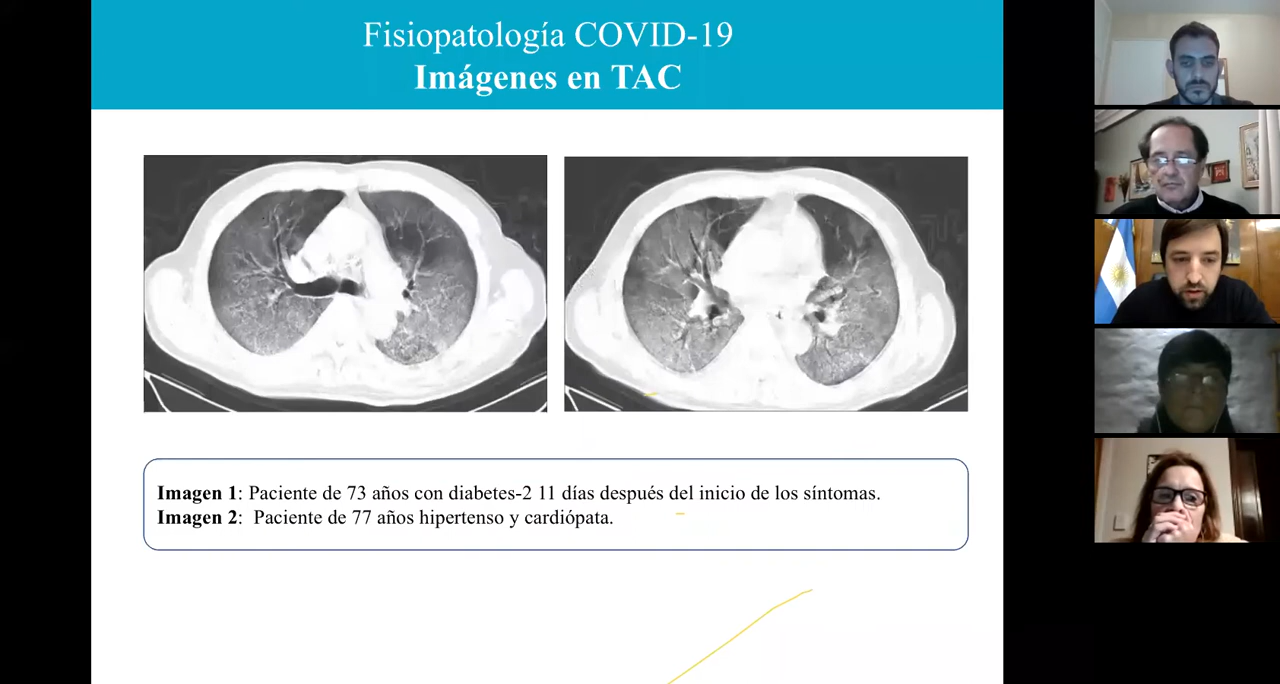 Fisiopatología COVID-19
Imágenes en TAC
Imagen 1: Paciente de 73 años con diabetes-2 11 días después del inicio de los síntomas.
Imagen 2: Paciente de 77 años hipertenso y cardiópata.